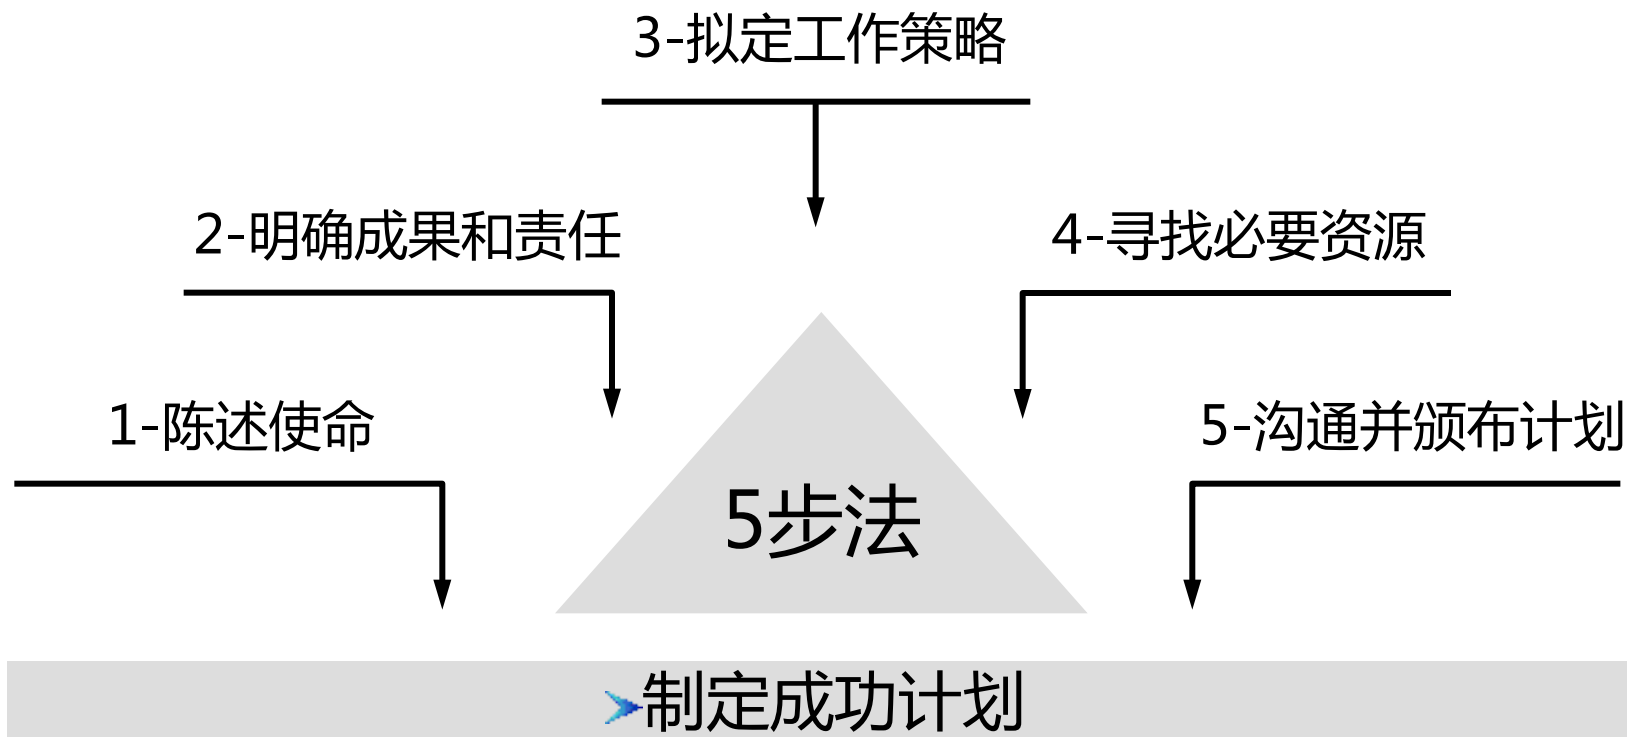 3-拟定工作策略
2-明确成果和责任
4-寻找必要资源
1-陈述使命
5-沟通并颁布计划
5步法
制定成功计划